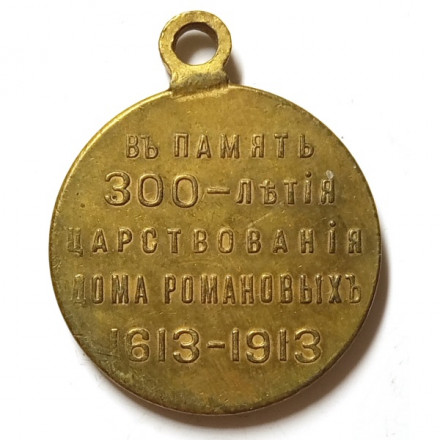 ВЪ ПАМЯТЬ
300-ЛѢТІЯ
ЦАРСТВОВАНІЯ
ДОМА РОМАНОВЫХЪ
1613-1913